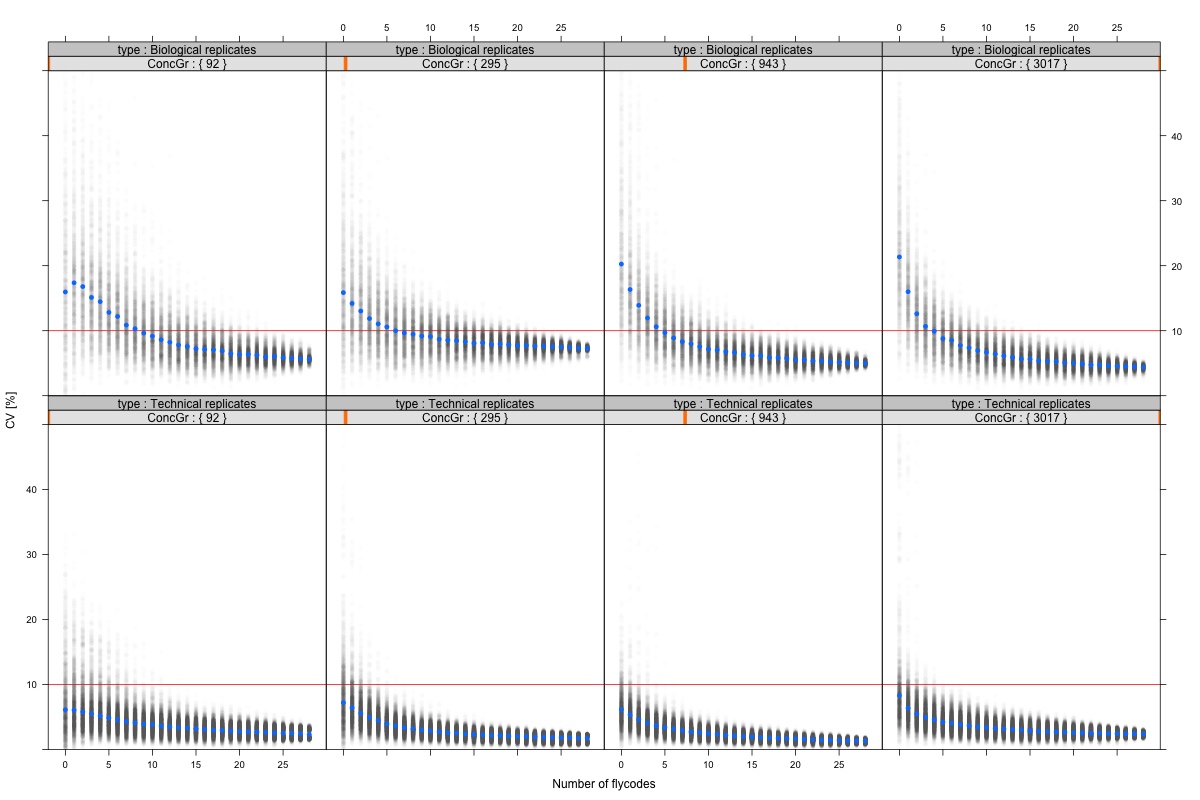 0 5 10 15 20 25 0 5 10 15 20 25
type : Biological replicates type : Biological replicates type : Biological replicates type : Biological replicates
ConcGr : { 92 } ConcGr : { 295 } ConcGr : { 943 } ConcGr : { 3017 }
40
30
20
10
CV [%]
type : Technical replicates type : Technical replicates type : Technical replicates type : Technical replicates
ConcGr : { 92 } ConcGr : { 295 } ConcGr : { 943 } ConcGr : { 3017 }
40
30
20
10
0 5 10 15 20 25 0 5 10 15 20 25
Number of flycodes